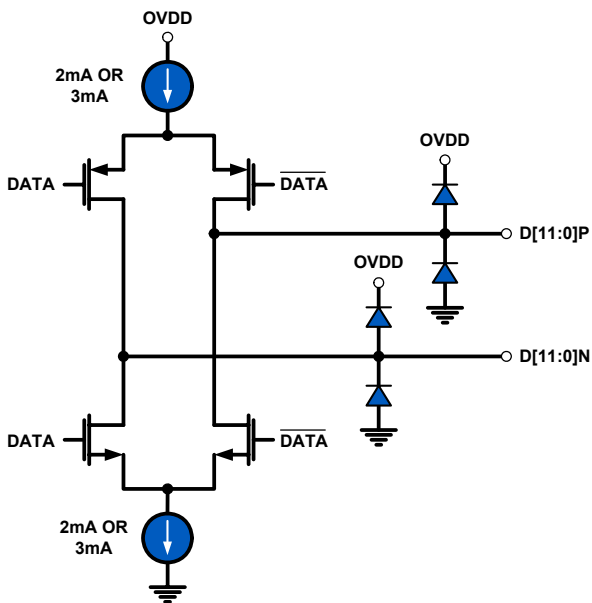 OVDD
2mA OR
3mA
OVDD
DATA
DATA
D[11:0]P
OVDD
D[11:0]N
DATA
DATA
2mA OR
3mA